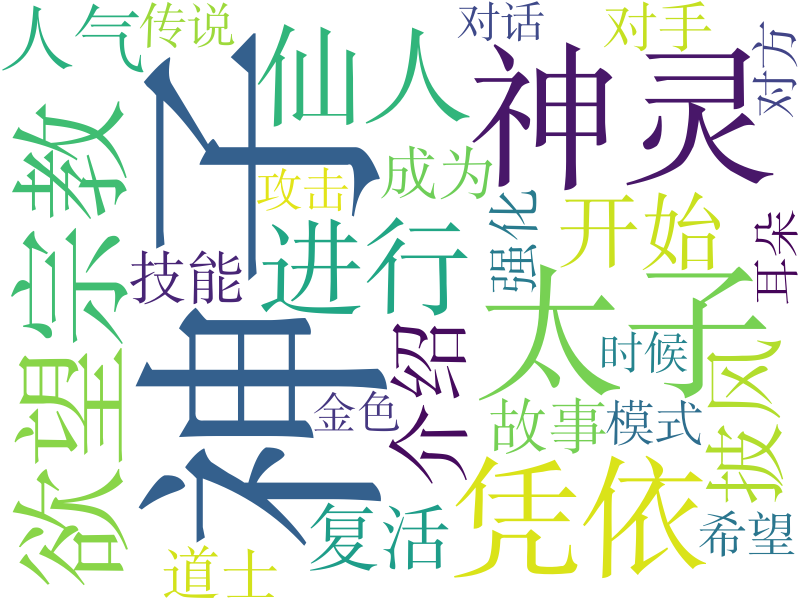 人气
传说
仙人
对话
对手
对方
神灵
神子
欲望宗教
攻击
成为
技能
进行
强化
开始
耳朵
太子
介绍
金色
故事
时候
模式
披风
复活
凭依
希望
道士